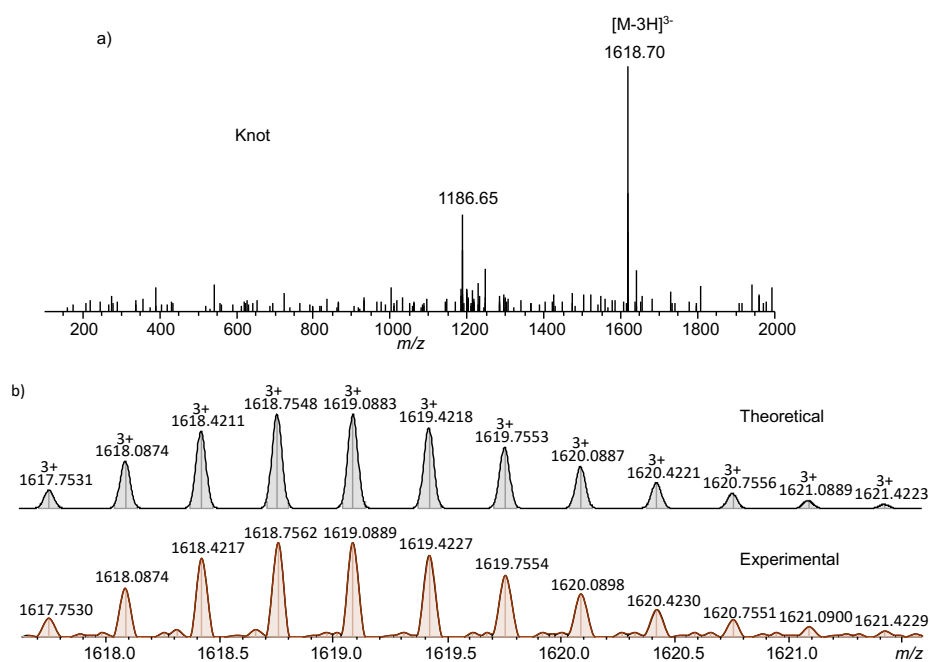 a)
[M-3H]3-
1618.70
Knot
1186.65
200 400 600 800 1000 1200 1400 1600 1800 2000
m/z
b)
3+ 3+ 3+ 3+ 3+ 3+ 3+ 3+ 3+ 3+ 3+ 3+
1617.7531 1618.0874 1618.4211 1618.7548 1619.0883 1619.4218 1619.7553 1620.0887 1620.4221 1620.7556 1621.0889 1621.4223
Theoretical
1617.7530 1618.0874 1618.4217 1618.7562 1619.0889 1619.4227 1619.7554 1620.0898 1620.4230 1620.7551 1621.0900 1621.4229
Experimental
1618.0 1618.5 1619.0 1619.5 1620.0 1620.5 1621.0 m/z